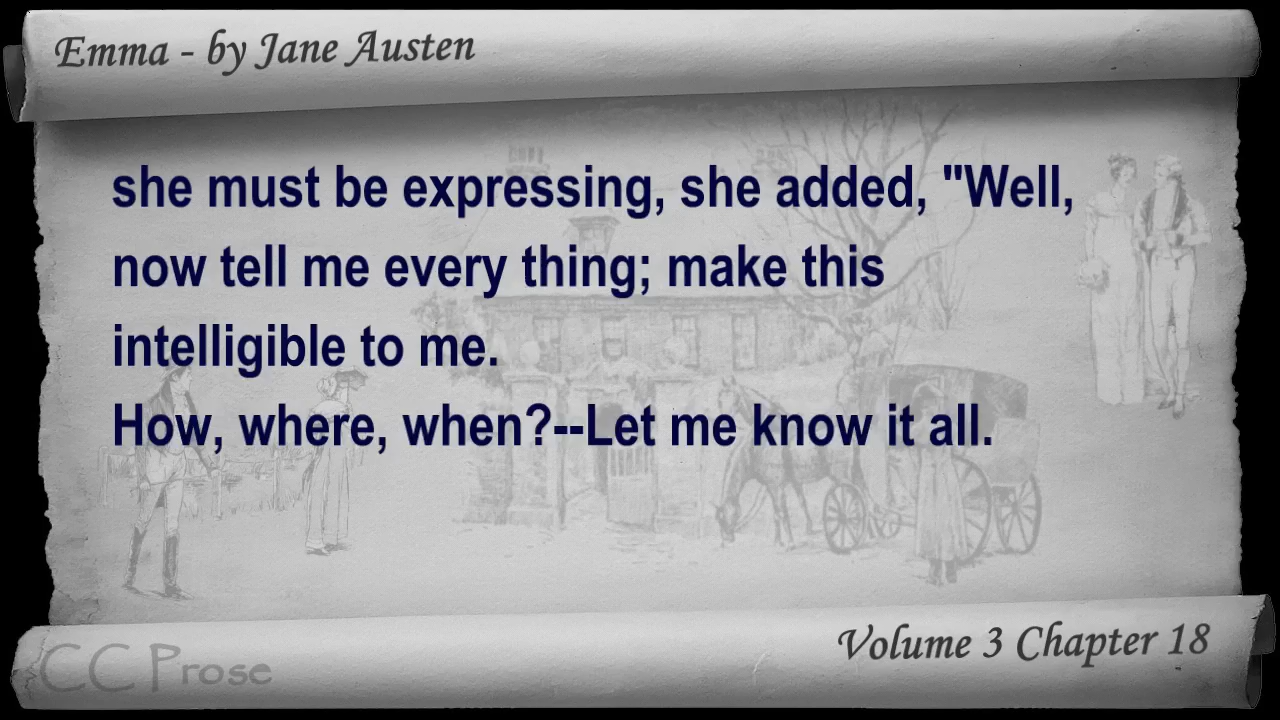 Emma - by Jane Austen
she must be expressing, she added, "Well,
now tell me every thing; make this
intelligible to me.
How, where, when?--Let me know it all.
Volume 3 Chapter 18
CC Prose